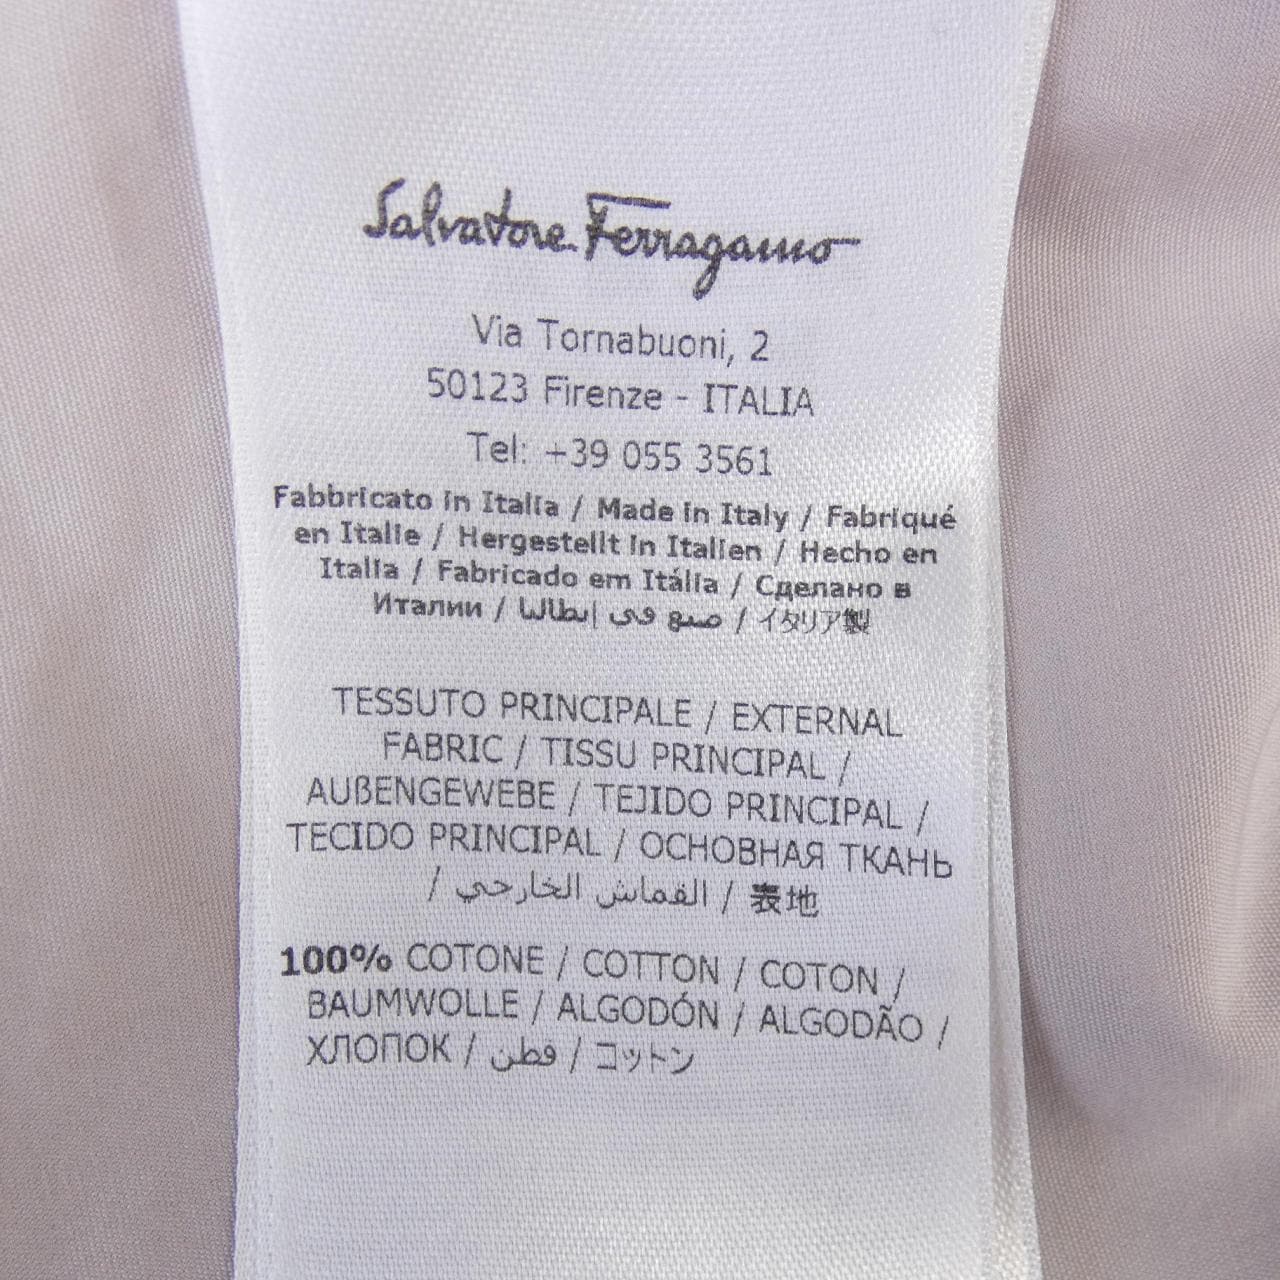 Salvatore Ferragamo
Via Tornabuoni, 2
50123 Firenze - ITALIA
Tel: +39 055 3561
Fabbricato in Italia / Made in Italy / Fabriqué
en Italie / Hergestellt in Italien / Hecho en
Italia / Fabricado em Itália / Сделано в
Италии / صنع في إيطاليا / イタリア製
TESSUTO PRINCIPALE / EXTERNAL
FABRIC / TISSU PRINCIPAL /
AUßENGEWEBE / TEJIDO PRINCIPAL /
TECIDO PRINCIPAL / ОСНОВНАЯ ТКАНЬ
/ القماش الخارجي / 表地
100% COTONE / COTTON / COTON /
BAUMWOLLE / ALGODÓN / ALGODÃO /
ХЛОПОК / قطن / コットン